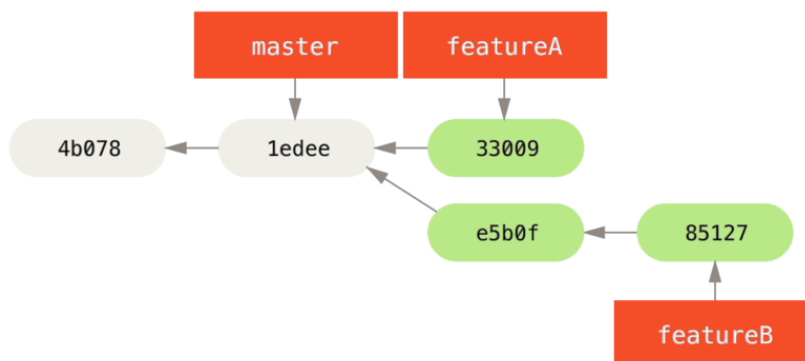 master
featureA
4b078
1edee
33009
e5b0f
85127
featureB